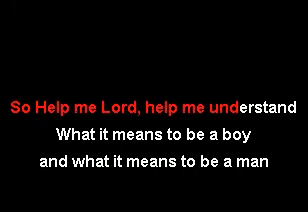 So Help me Lord, help me understand
What it means to be a boy
and what it means to be a man